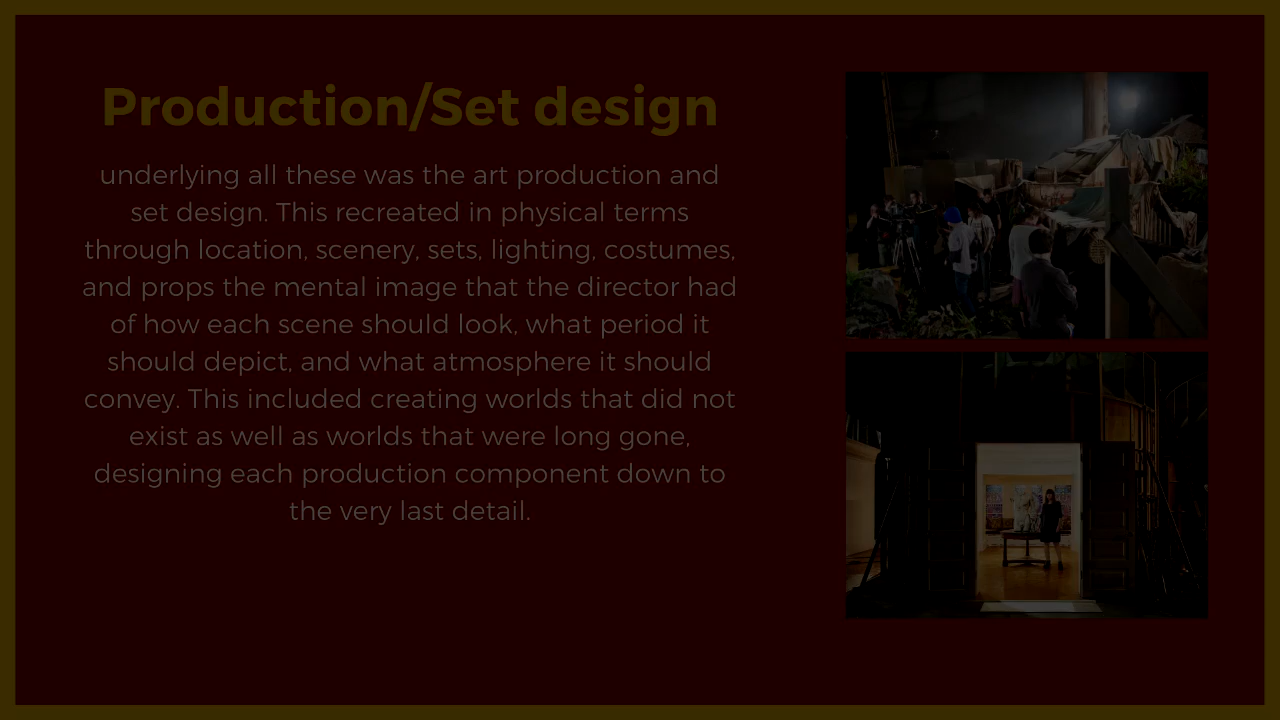 Production/Set design
underlying all these was the art production and
set design. This recreated in physical terms
through location, scenery, sets, lighting, costumes,
and props the mental image that the director had
of how each scene should look, what period it
should depict, and what atmosphere it should
convey. This included creating worlds that did not
exist as well as worlds that were long gone,
designing each production component down to
the very last detail.